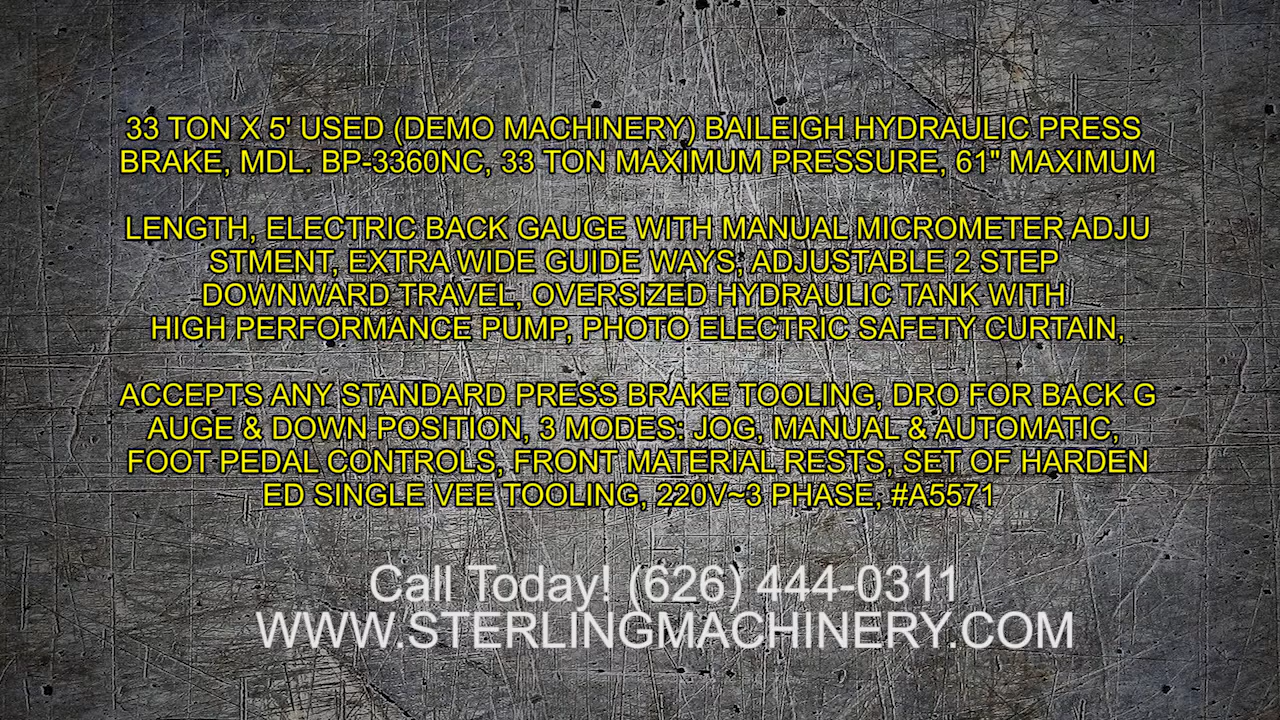 33 TON X 5' USED (DEMO MACHINERY) BAILEIGH HYDRAULIC PRESS
BRAKE, MDL. BP-3360NC, 33 TON MAXIMUM PRESSURE, 61" MAXIMUM
LENGTH, ELECTRIC BACK GAUGE WITH MANUAL MICROMETER ADJU
STMENT, EXTRA WIDE GUIDE WAYS, ADJUSTABLE 2 STEP
DOWNWARD TRAVEL, OVERSIZED HYDRAULIC TANK WITH
HIGH PERFORMANCE PUMP, PHOTO ELECTRIC SAFETY CURTAIN,
ACCEPTS ANY STANDARD PRESS BRAKE TOOLING, DRO FOR BACK G
AUGE & DOWN POSITION, 3 MODES: JOG, MANUAL & AUTOMATIC,
FOOT PEDAL CONTROLS, FRONT MATERIAL RESTS, SET OF HARDEN
ED SINGLE VEE TOOLING, 220V~3 PHASE, #A5571
Call Today! (626) 444-0311
WWW.STERLINGMACHINERY.COM